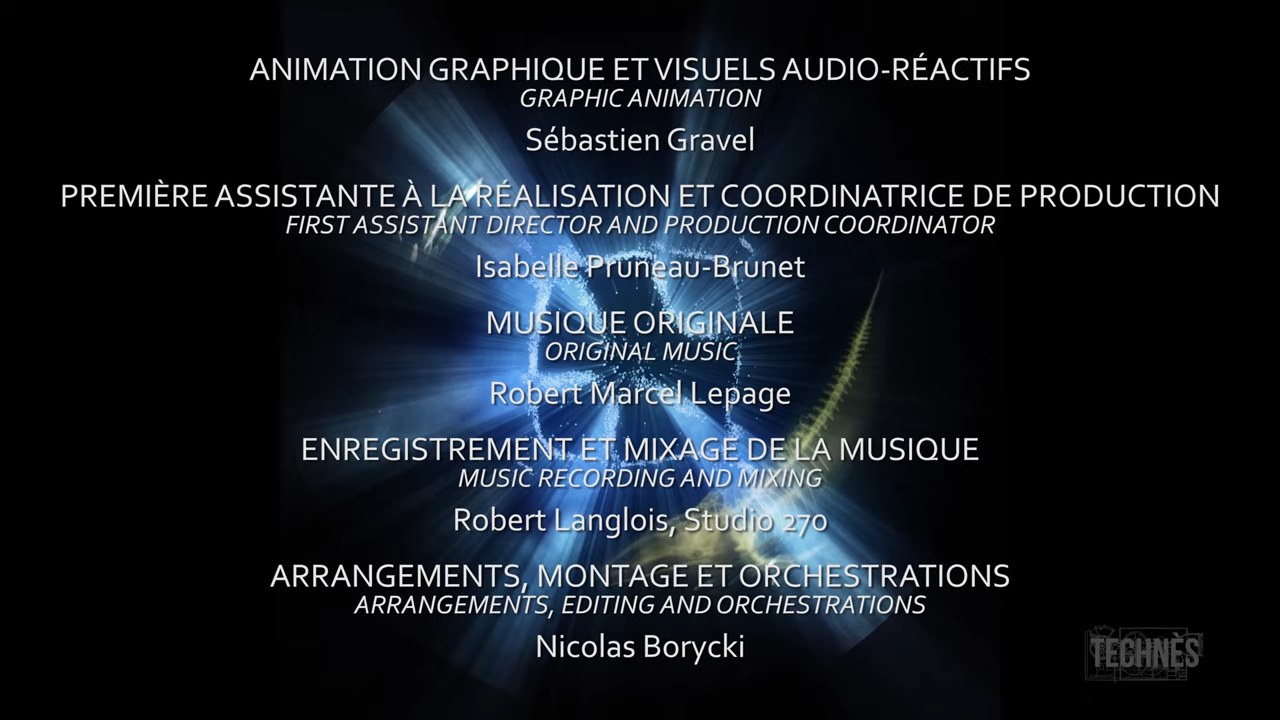 ANIMATION GRAPHIQUE ET VISUELS AUDIO-RÉACTIFS
GRAPHIC ANIMATION
Sébastien Gravel
PREMIÈRE ASSISTANTE À LA RÉALISATION ET COORDINATRICE DE PRODUCTION
FIRST ASSISTANT DIRECTOR AND PRODUCTION COORDINATOR
Isabelle Pruneau-Brunet
MUSIQUE ORIGINALE
ORIGINAL MUSIC
Robert Marcel Lepage
ENREGISTREMENT ET MIXAGE DE LA MUSIQUE
MUSIC RECORDING AND MIXING
Robert Langlois, Studio 270
ARRANGEMENTS, MONTAGE ET ORCHESTRATIONS
ARRANGEMENTS, EDITING AND ORCHESTRATIONS
Nicolas Borycki
TECHNÈS